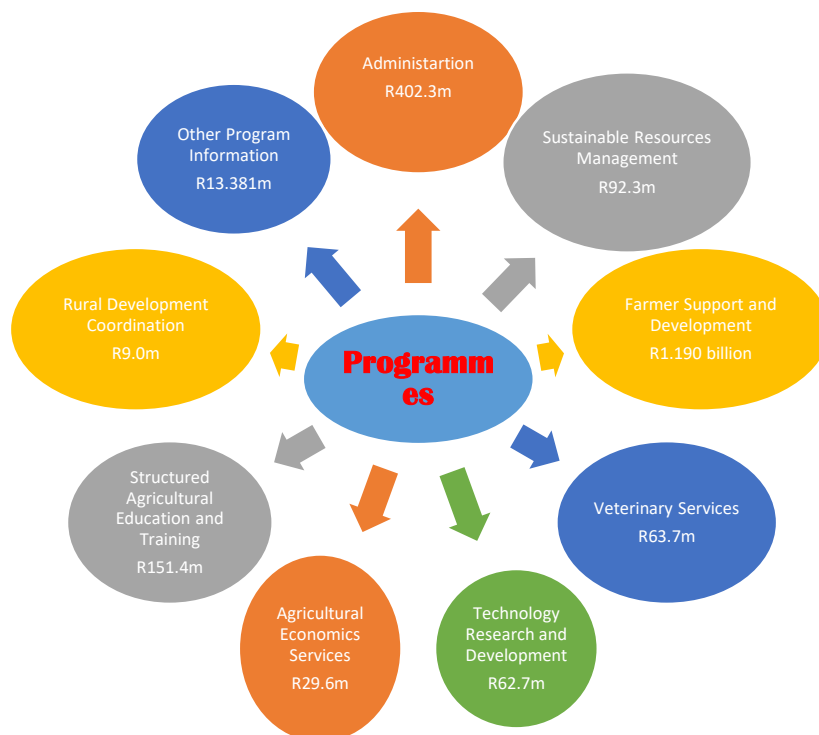 Administartion
R402.3m
Sustainable Resources
Management
R92.3m
Farmer Support and
Development
R1.190 billion
Veterinary Services
R63.7m
Technology
Research and
Development
R62.7m
Agricultural
Economics
Services
R29.6m
Structured
Agricultural
Education and
Training
R151.4m
Rural Development
Coordination
R9.0m
Other Program
Information
R13.381m
Programm
es